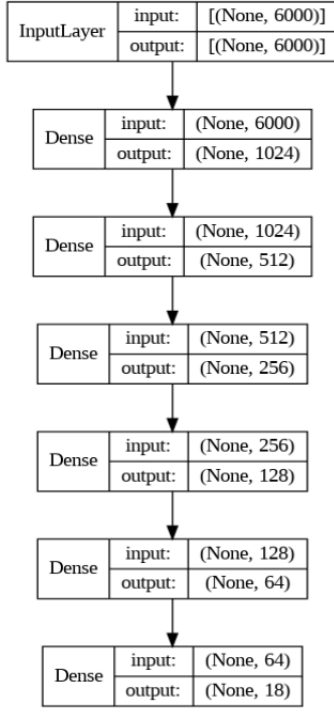 InputLayer input: [(None, 6000)]
output: [(None, 6000)]
Dense input: (None, 6000)
output: (None, 1024)
Dense input: (None, 1024)
output: (None, 512)
Dense input: (None, 512)
output: (None, 256)
Dense input: (None, 256)
output: (None, 128)
Dense input: (None, 128)
output: (None, 64)
Dense input: (None, 64)
output: (None, 18)